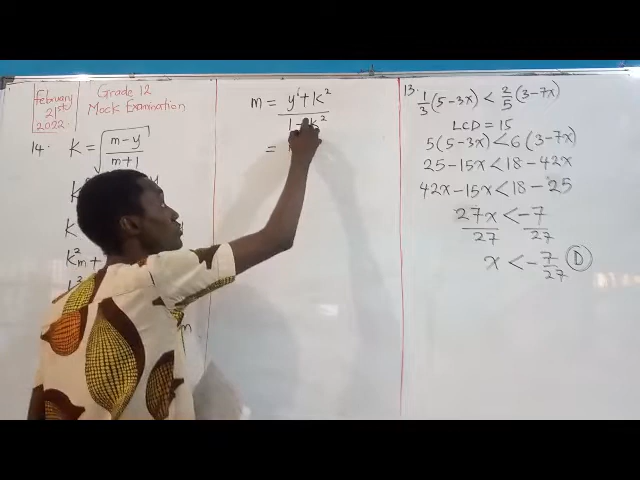 February 21st 2022
Grade 12
Mock Examination
14. K = √((m-y)/(m+1))
K
K
K²m +
m
m = (y + k²)/(1-k²)
=
13. 1/3(5-3x) < 2/5(3-7x)
LCD = 15
5(5-3x) < 6(3-7x)
25-15x < 18-42x
42x-15x < 18-25
27x/27 < -7/27
x < -7/27 D